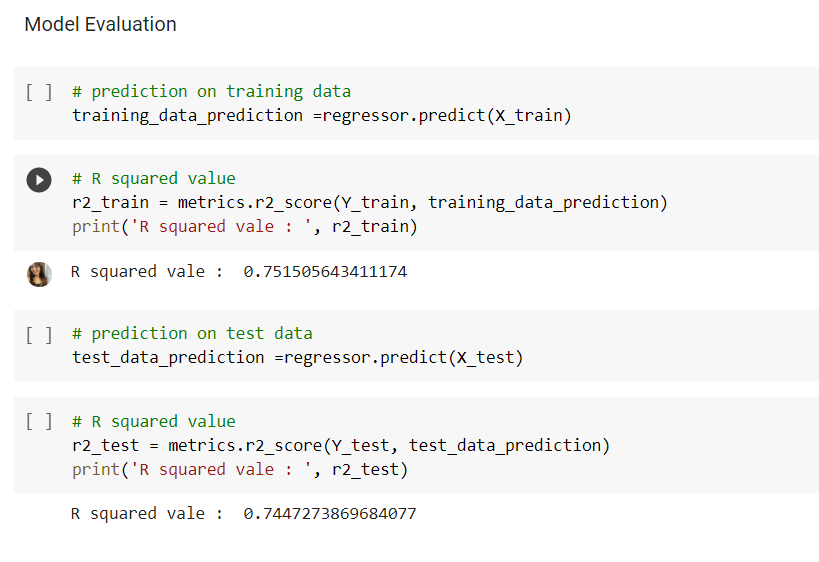 Model Evaluation
[ ] # prediction on training data
training_data_prediction =regressor.predict(X_train)
# R squared value
r2_train = metrics.r2_score(Y_train, training_data_prediction)
print('R squared vale : ', r2_train)
R squared vale :  0.751505643411174
[ ] # prediction on test data
test_data_prediction =regressor.predict(X_test)
[ ] # R squared value
r2_test = metrics.r2_score(Y_test, test_data_prediction)
print('R squared vale : ', r2_test)
R squared vale :  0.7447273869684077